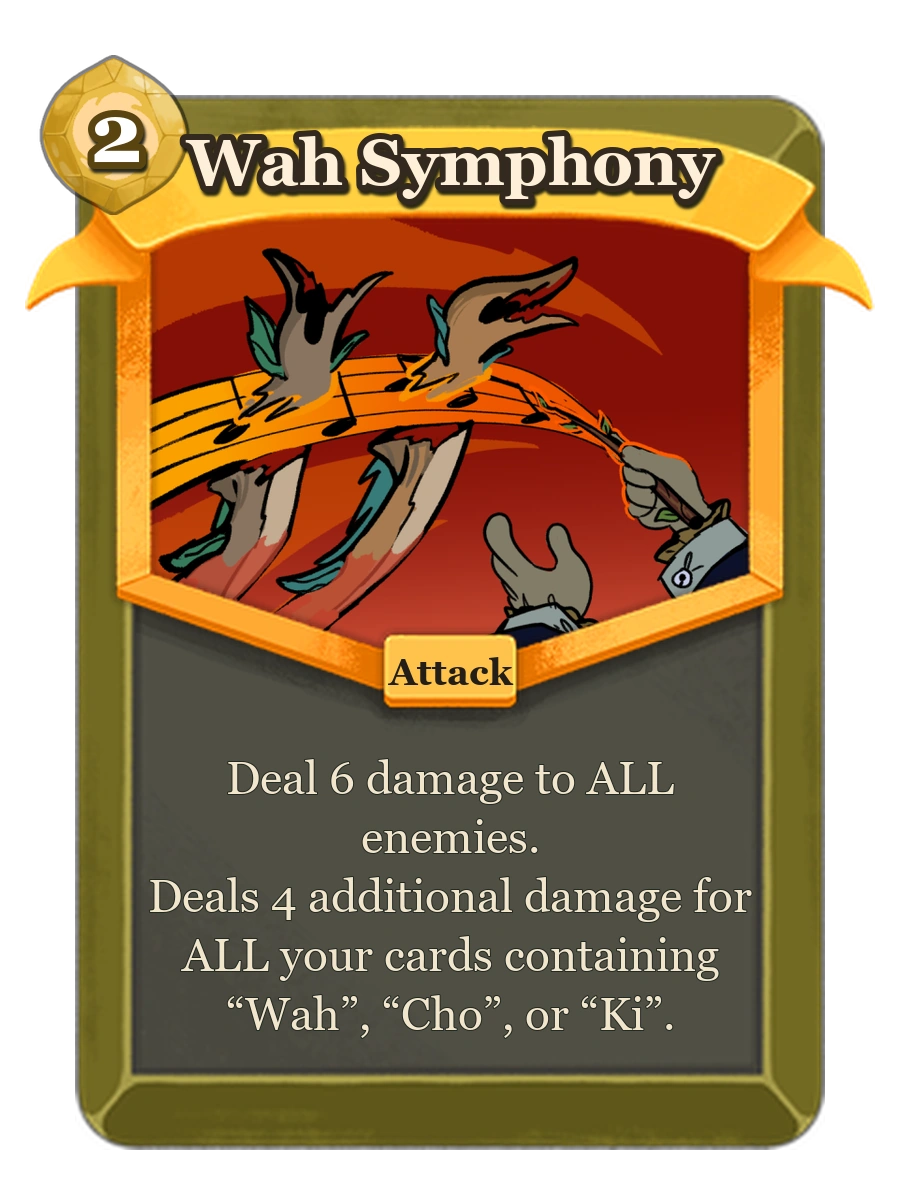 2
Wah Symphony
Attack
Deal 6 damage to ALL
enemies.
Deals 4 additional damage for
ALL your cards containing
“Wah”, “Cho”, or “Ki”.